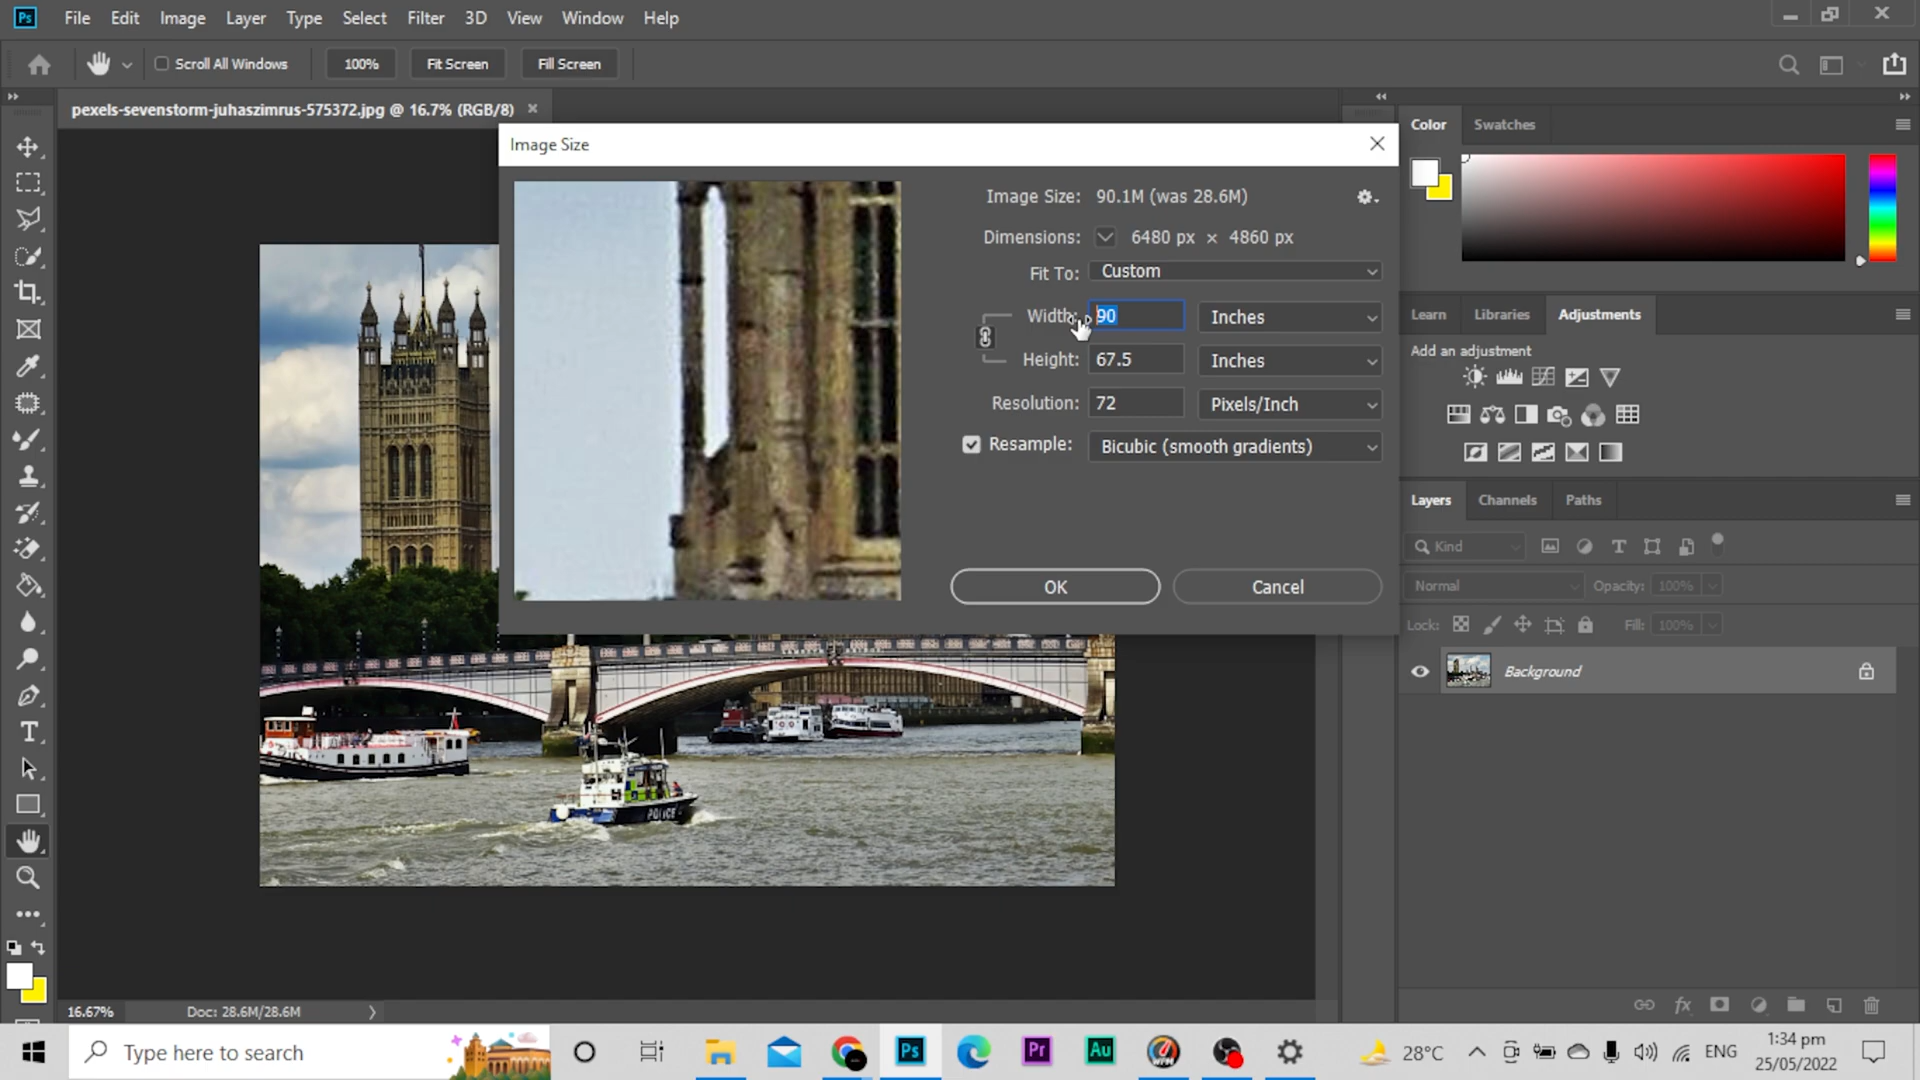 Ps File Edit Image Layer Type Select Filter 3D View Window Help
Scroll All Windows 100% Fit Screen Fill Screen
pexels-sevenstorm-juhaszimrus-575372.jpg @ 16.7% (RGB/8)
Image Size
Image Size: 90.1M (was 28.6M)
Dimensions: 6480 px × 4860 px
Fit To: Custom
Width: 90 Inches
Height: 67.5 Inches
Resolution: 72 Pixels/Inch
Resample: Bicubic (smooth gradients)
OK Cancel
Color Swatches
Learn Libraries Adjustments
Add an adjustment
Layers Channels Paths
Kind
Normal Opacity: 100%
Lock: Fill: 100%
Background
POLICE
16.67% Doc: 28.6M/28.6M
Type here to search
Ps Pr Au
28°C ENG
1:34 pm
25/05/2022